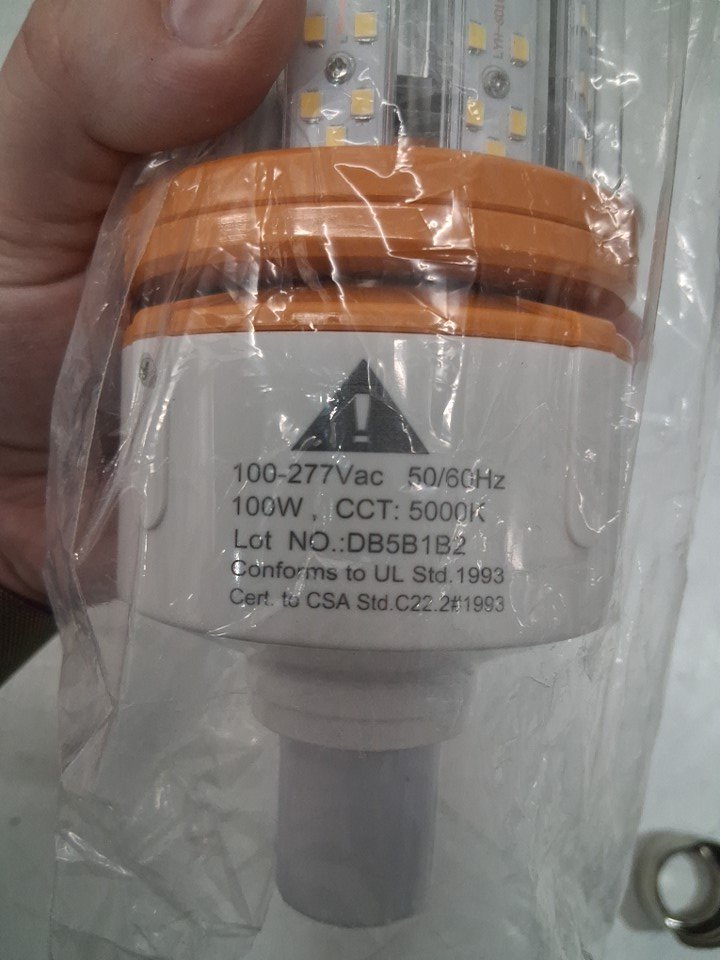 !
100-277Vac 50/60Hz
100W , CCT: 5000K
Lot NO.:DB5B1B2
Conforms to UL Std.1993
Cert. to CSA Std.C22.2#1993